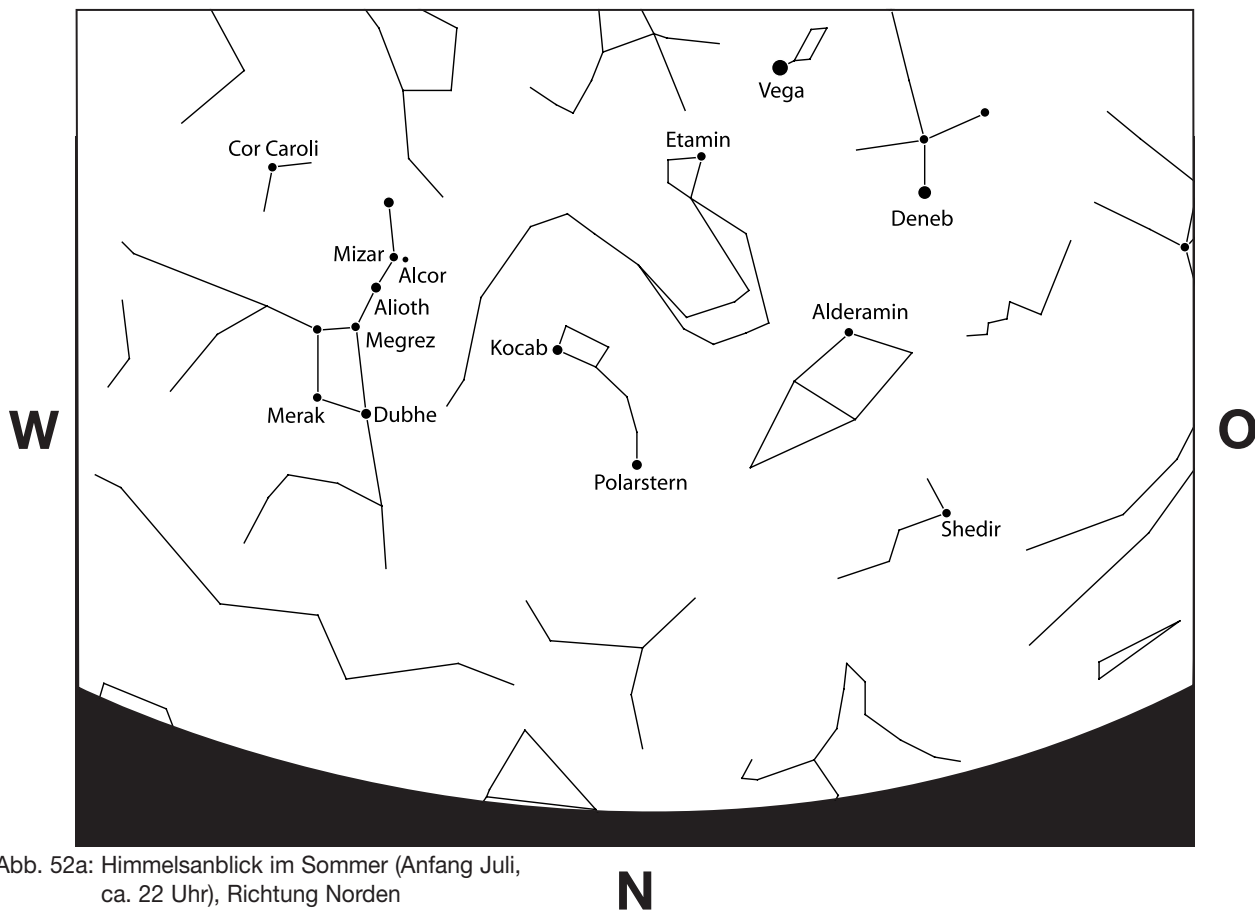 Vega
Etamin
Cor Caroli
Deneb
Mizar
Alcor
Alioth
Alderamin
Megrez
Kocab
Merak
Dubhe
W
O
Polarstern
Shedir
Abb. 52a: Himmelsanblick im Sommer (Anfang Juli,
ca. 22 Uhr), Richtung Norden
N